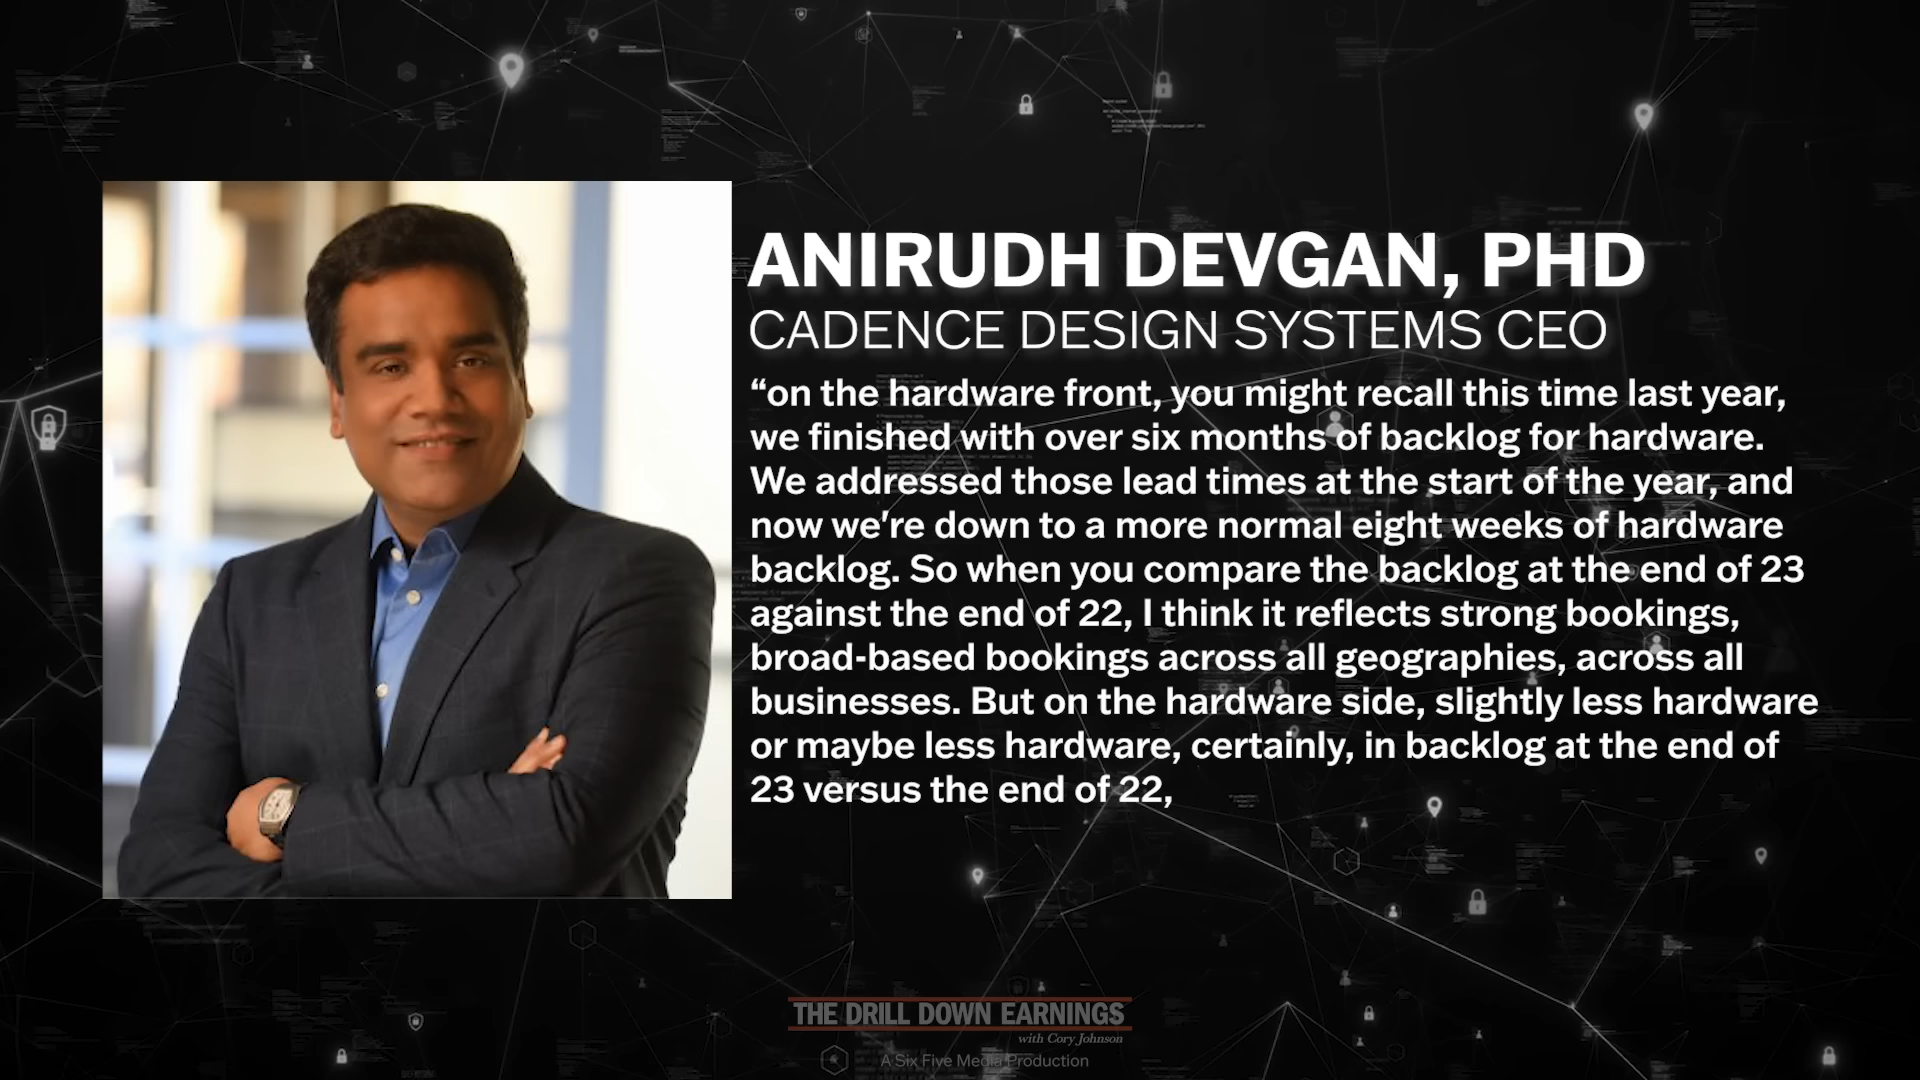 ANIRUDH DEVGAN, PHD
CADENCE DESIGN SYSTEMS CEO
“on the hardware front, you might recall this time last year,
we finished with over six months of backlog for hardware.
We addressed those lead times at the start of the year, and
now we're down to a more normal eight weeks of hardware
backlog. So when you compare the backlog at the end of 23
against the end of 22, I think it reflects strong bookings,
broad-based bookings across all geographies, across all
businesses. But on the hardware side, slightly less hardware
or maybe less hardware, certainly, in backlog at the end of
23 versus the end of 22,
THE DRILL DOWN EARNINGS
with Cory Johnson
A Six Five Media Production